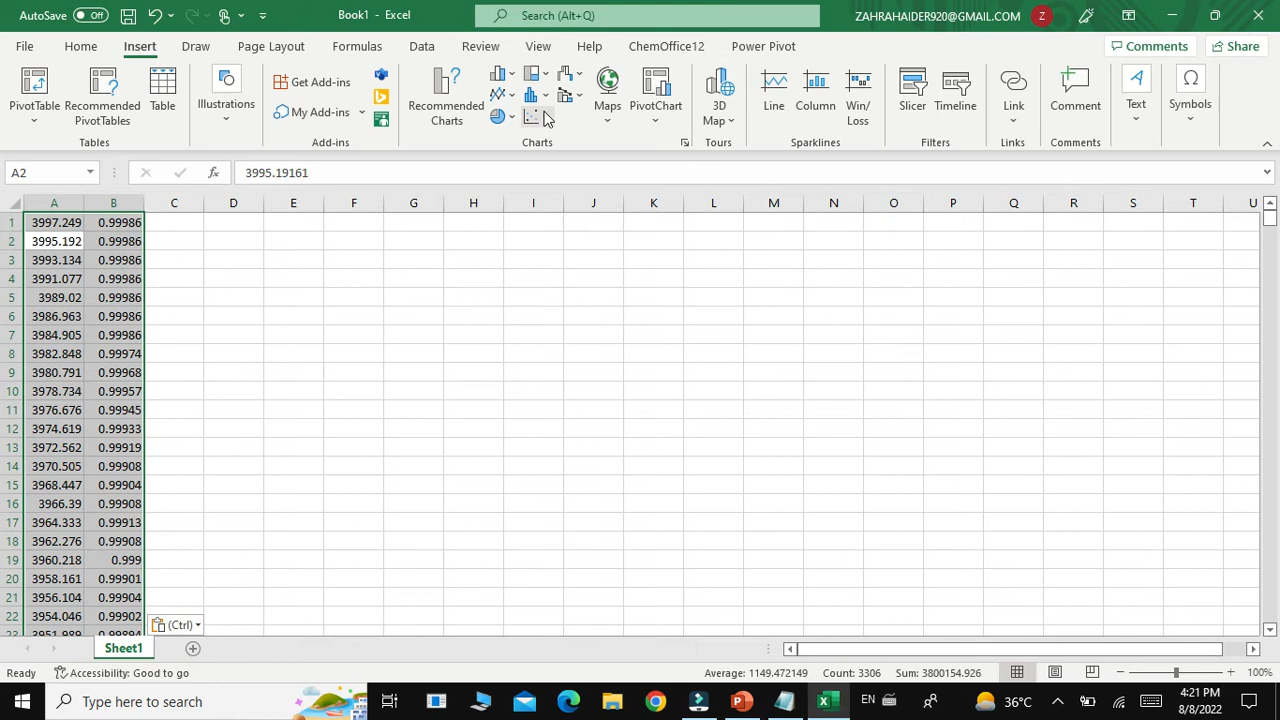 AutoSave Off Book1 - Excel Search (Alt+Q) ZAHRAHAIDER920@GMAIL.COM Z
File Home Insert Draw Page Layout Formulas Data Review View Help ChemOffice12 Power Pivot Comments Share
PivotTable Recommended PivotTables Table Illustrations Get Add-ins My Add-ins Recommended Charts Maps PivotChart 3D Map Line Column Win/Loss Slicer Timeline Link Comment Text Symbols
Tables Add-ins Charts Tours Sparklines Filters Links Comments
A2 fx 3995.19161
A B C D E F G H I J K L M N O P Q R S T U
1 3997.249 0.99986
2 3995.192 0.99986
3 3993.134 0.99986
4 3991.077 0.99986
5 3989.02 0.99986
6 3986.963 0.99986
7 3984.905 0.99986
8 3982.848 0.99974
9 3980.791 0.99968
10 3978.734 0.99957
11 3976.676 0.99945
12 3974.619 0.99933
13 3972.562 0.99919
14 3970.505 0.99908
15 3968.447 0.99904
16 3966.39 0.99908
17 3964.333 0.99913
18 3962.276 0.99908
19 3960.218 0.999
20 3958.161 0.99901
21 3956.104 0.99904
22 3954.046 0.99902
23 3951.989 0.99894
(Ctrl)
Sheet1
Ready Accessibility: Good to go Average: 1149.472149 Count: 3306 Sum: 3800154.926 100%
Type here to search EN 36°C 4:21 PM
8/8/2022